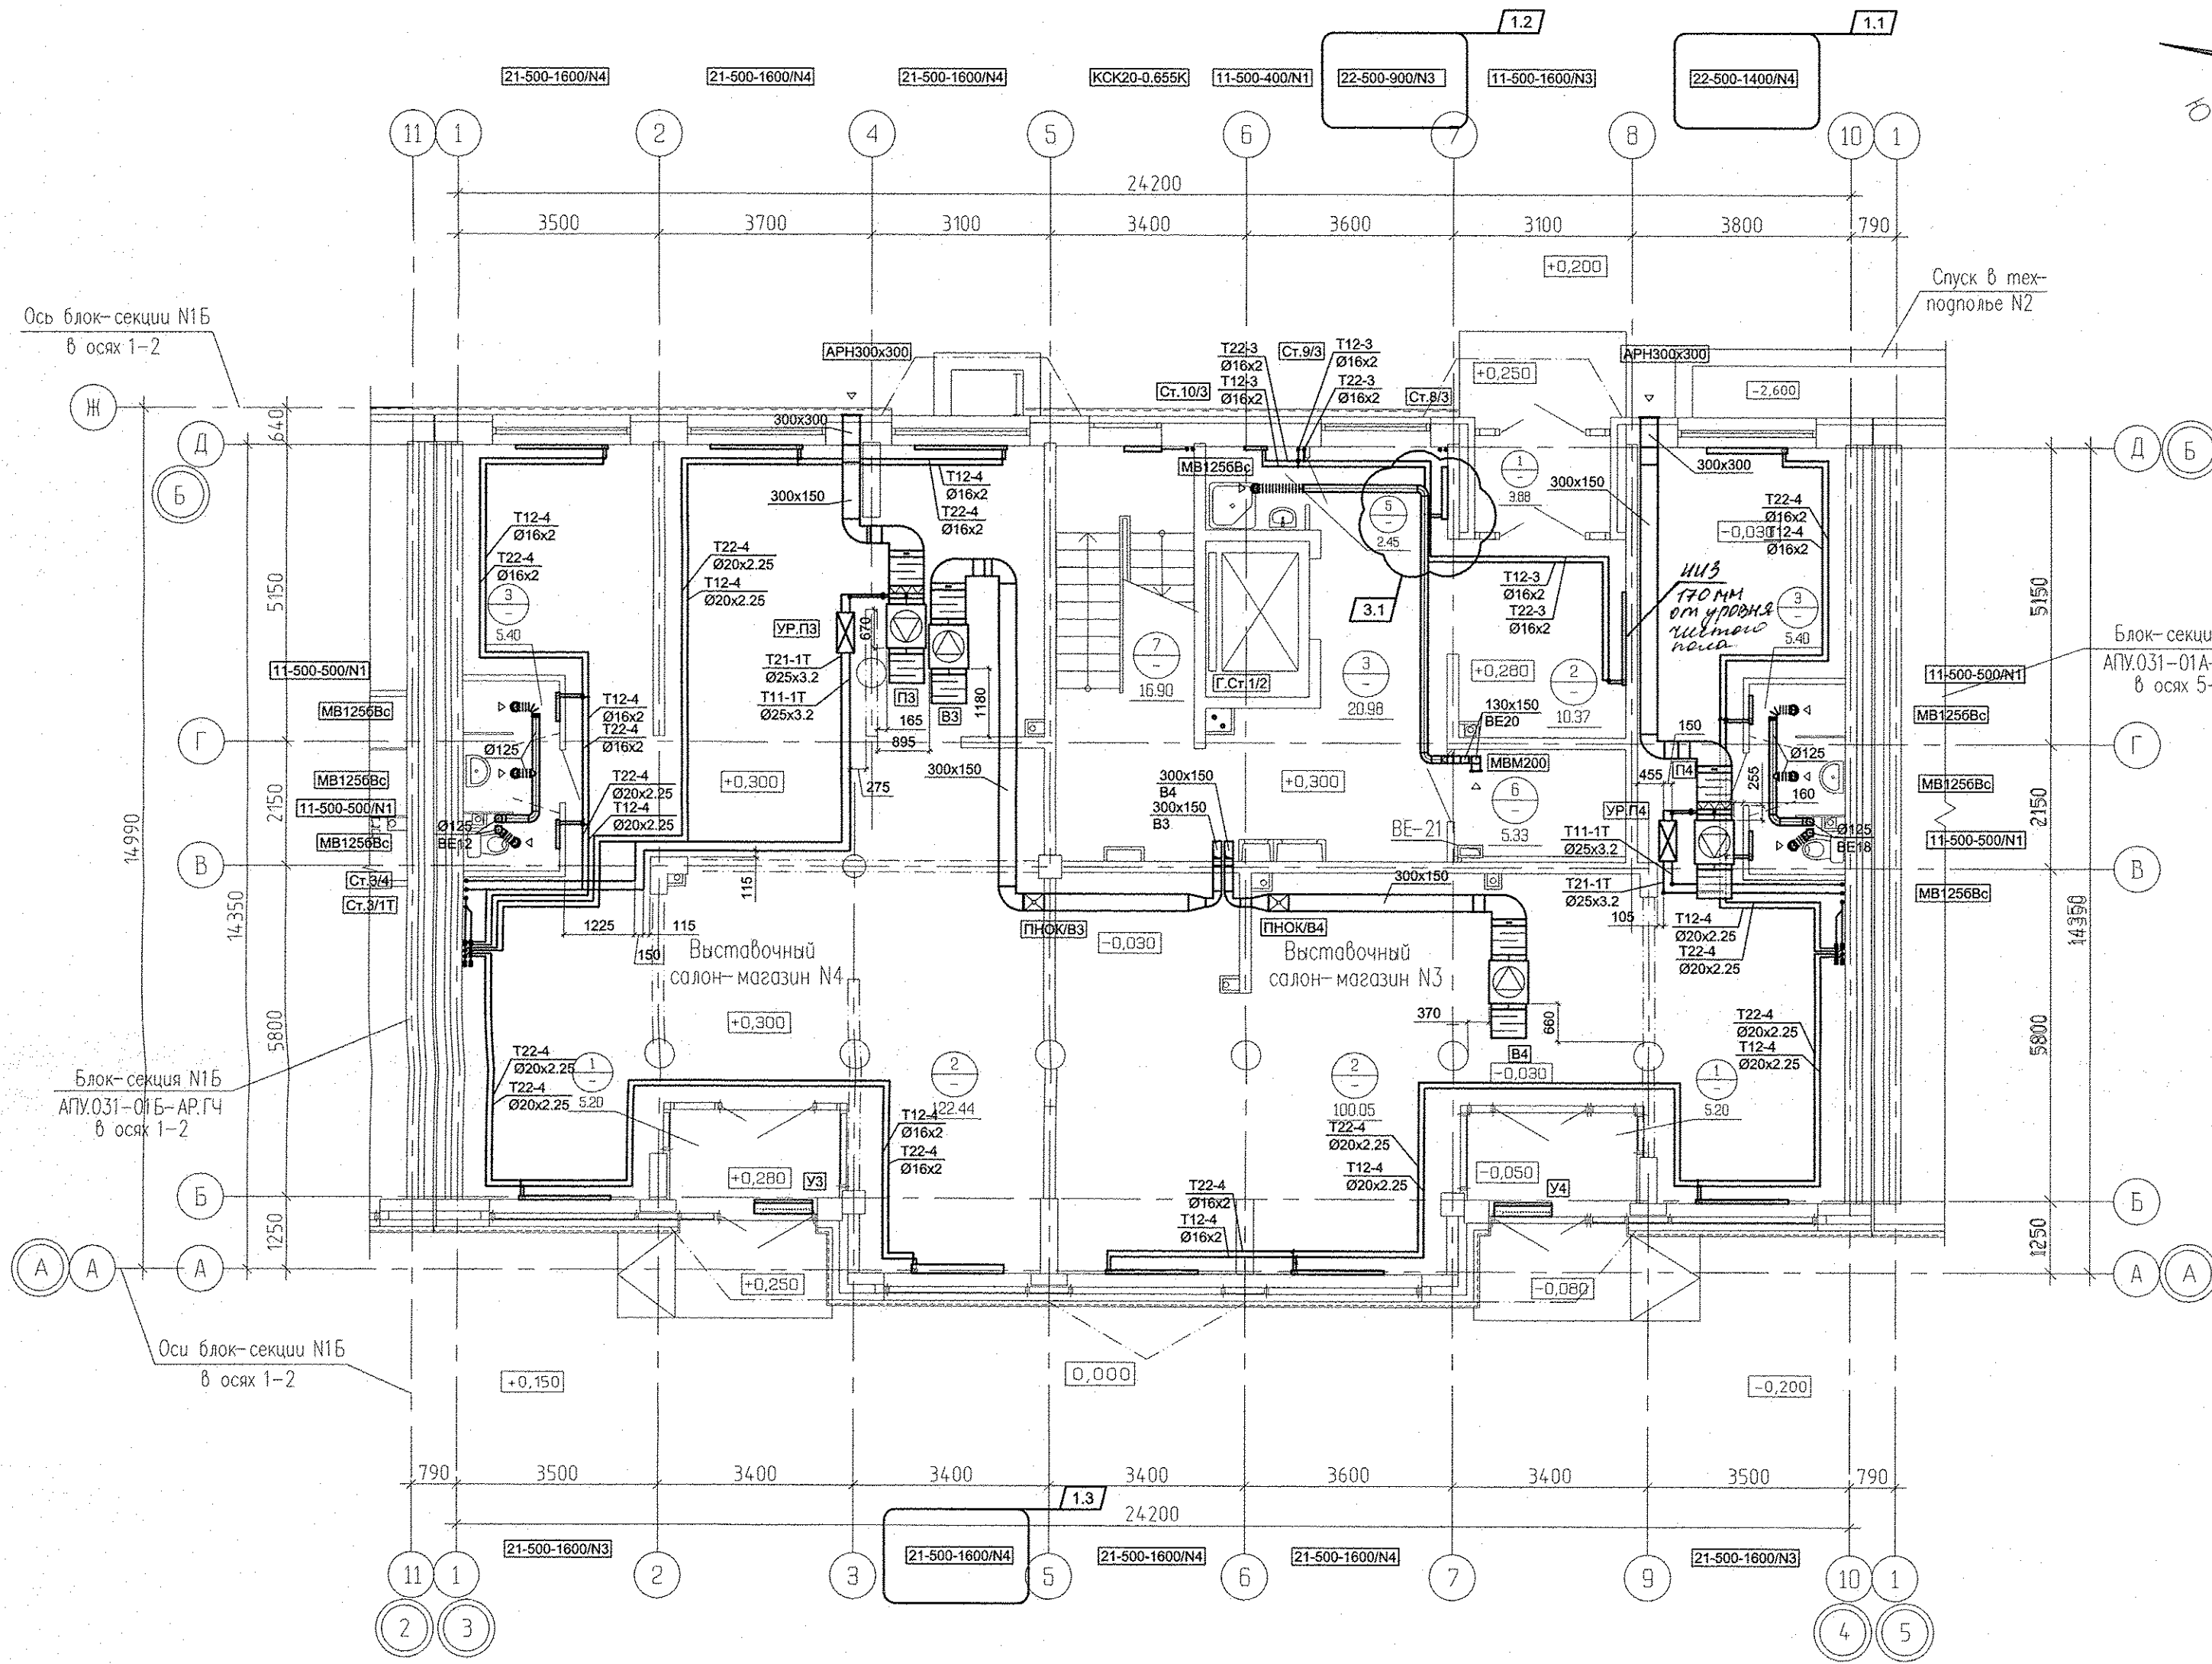 1.2
1.1
21-500-1600/N4
21-500-1600/N4
21-500-1600/N4
КСК20-0.655К
11-500-400/N1
22-500-900/N3
11-500-1600/N3
22-500-1400/N4
Ю
11
1
2
4
5
6
7
8
10
1
24200
3500
3700
3100
3400
3600
3100
3800
790
+0,200
Спуск в тех-
подполье N2
Ось блок-секции N1Б
в осях 1-2
АРН300х300
Т22-3
Ø16х2
Т12-3
Ø16х2
Ст.9/3
Т12-3
Ø16х2
Т22-3
Ø16х2
Ст.10/3
Ст.8/3
+0,250
АРН300х300
-2,600
Ж
Д
Б
640
300х300
Д
Б
МВ125бВс
1
3.88
300х150
300х300
300х150
Т12-4
Ø16х2
Т22-4
Ø16х2
5
-
2.45
Т22-4
Ø16х2
Т12-4
Ø16х2
-0,030
Т12-4
Ø16х2
Т22-4
Ø16х2
Т22-4
Ø20х2.25
Т12-4
Ø20х2.25
5150
3
-
5.40
Т12-3
Ø16х2
Т22-3
Ø16х2
низ
170 мм
от уровня
чистого
пола
3
-
5.40
5150
3.1
УР.П3
670
Т21-1Т
Ø25х3.2
Т11-1Т
Ø25х3.2
П3
В3
1180
165
895
275
7
-
16.90
Г.Ст.1/2
3
-
20.98
+0,280
2
-
10.37
130х150
ВЕ20
МВМ200
Блок-секци
АПУ.031-01А-
в осях 5-
11-500-500/N1
МВ125бВс
МВ125бВс
11-500-500/N1
МВ125бВс
Ст.3/4
Ст.3/1Т
Т12-4
Ø16х2
Т22-4
Ø16х2
Ø125
Т22-4
Ø20х2.25
Т12-4
Ø20х2.25
Ø125
ВЕ12
Г
+0,300
300х150
300х150
В4
300х150
В3
+0,300
6
-
5.33
ВЕ-21
150
П4
455
255
160
УР.П4
Т11-1Т
Ø25х3.2
Т21-1Т
Ø25х3.2
105
Ø125
Ø125
ВЕ18
11-500-500/N1
МВ125бВс
МВ125бВс
11-500-500/N1
МВ125бВс
Г
2150
2150
14990
14350
В
В
115
1225
115
150
300х150
ПНОК/В3
-0,030
ПНОК/В4
Т12-4
Ø20х2.25
Т22-4
Ø20х2.25
Выставочный
салон-магазин N4
Выставочный
салон-магазин N3
+0,300
370
660
В4
-0,030
Т22-4
Ø20х2.25
Т12-4
Ø20х2.25
5800
5800
Блок-секция N1Б
АПУ.031-01Б-АР.ГЧ
в осях 1-2
Т22-4
Ø20х2.25
Т22-4
Ø20х2.25
1
-
5.20
2
-
122.44
Т12-4
Ø16х2
Т22-4
Ø16х2
2
-
100.05
Т22-4
Ø20х2.25
Т12-4
Ø20х2.25
1
-
5.20
+0,280
У3
Т22-4
Ø16х2
Т12-4
Ø16х2
-0,050
У4
Б
Б
1250
1250
А
А
А
+0,250
-0,080
А
А
Оси блок-секции N1Б
в осях 1-2
+0,150
0,000
-0,200
790
3500
3400
3400
3400
3600
3400
3500
790
1.3
24200
21-500-1600/N3
21-500-1600/N4
21-500-1600/N4
21-500-1600/N4
21-500-1600/N3
11
1
2
3
5
6
7
9
10
1
2
3
4
5